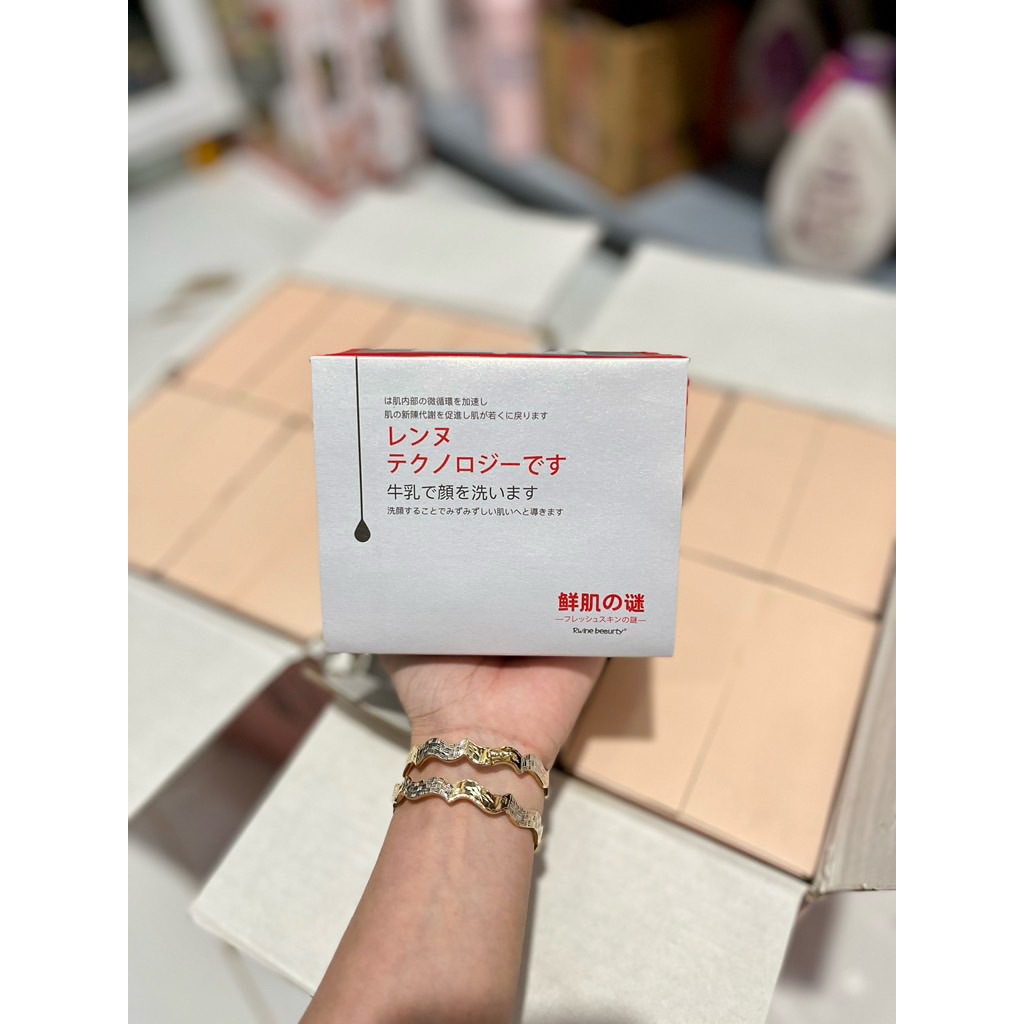 は肌内部の微循環を加速し
肌の新陳代謝を促進し肌が若くに戻ります
レンヌ
テクノロジーです
牛乳で顔を洗います
洗顔することでみずみずしい肌いへと導きます
鲜肌の谜
—フレッシュスキンの謎—
Rwine beeurty®